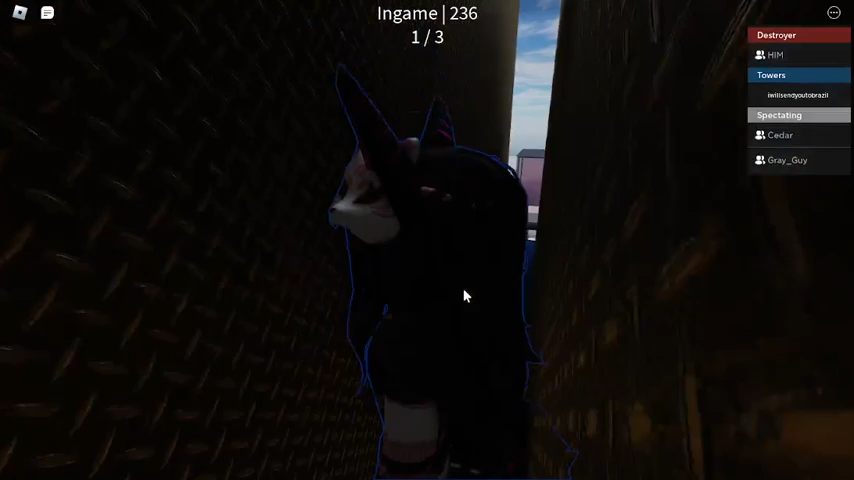 Ingame | 236
1 / 3
Destroyer
HIM
Towers
iwillsendyoutobrazil
Spectating
Cedar
Gray_Guy